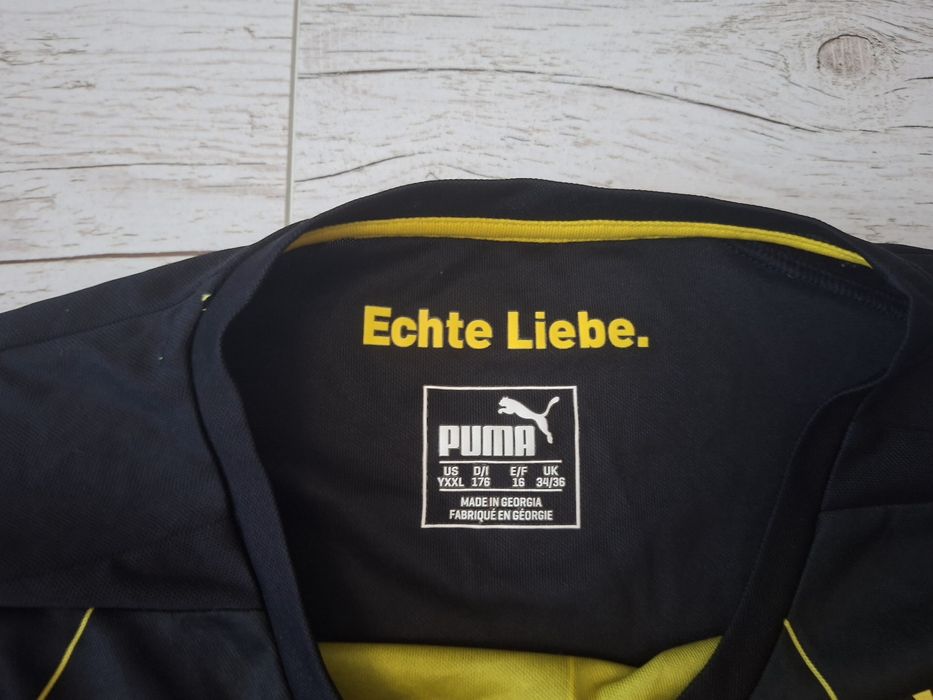 Echte Liebe.
PUMA
US D/I E/F UK
YXXL 176 16 34/36
MADE IN GEORGIA
FABRIQUÉ EN GÉORGIE